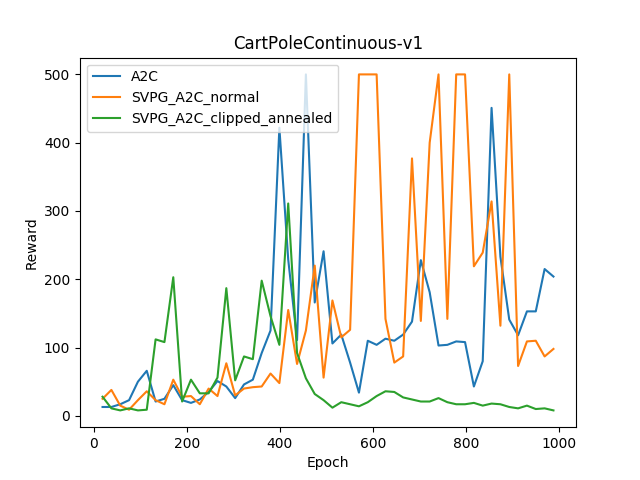 CartPoleContinuous-v1
A2C
SVPG_A2C_normal
SVPG_A2C_clipped_annealed
500
400
300
200
100
0
Reward
0 200 400 600 800 1000
Epoch